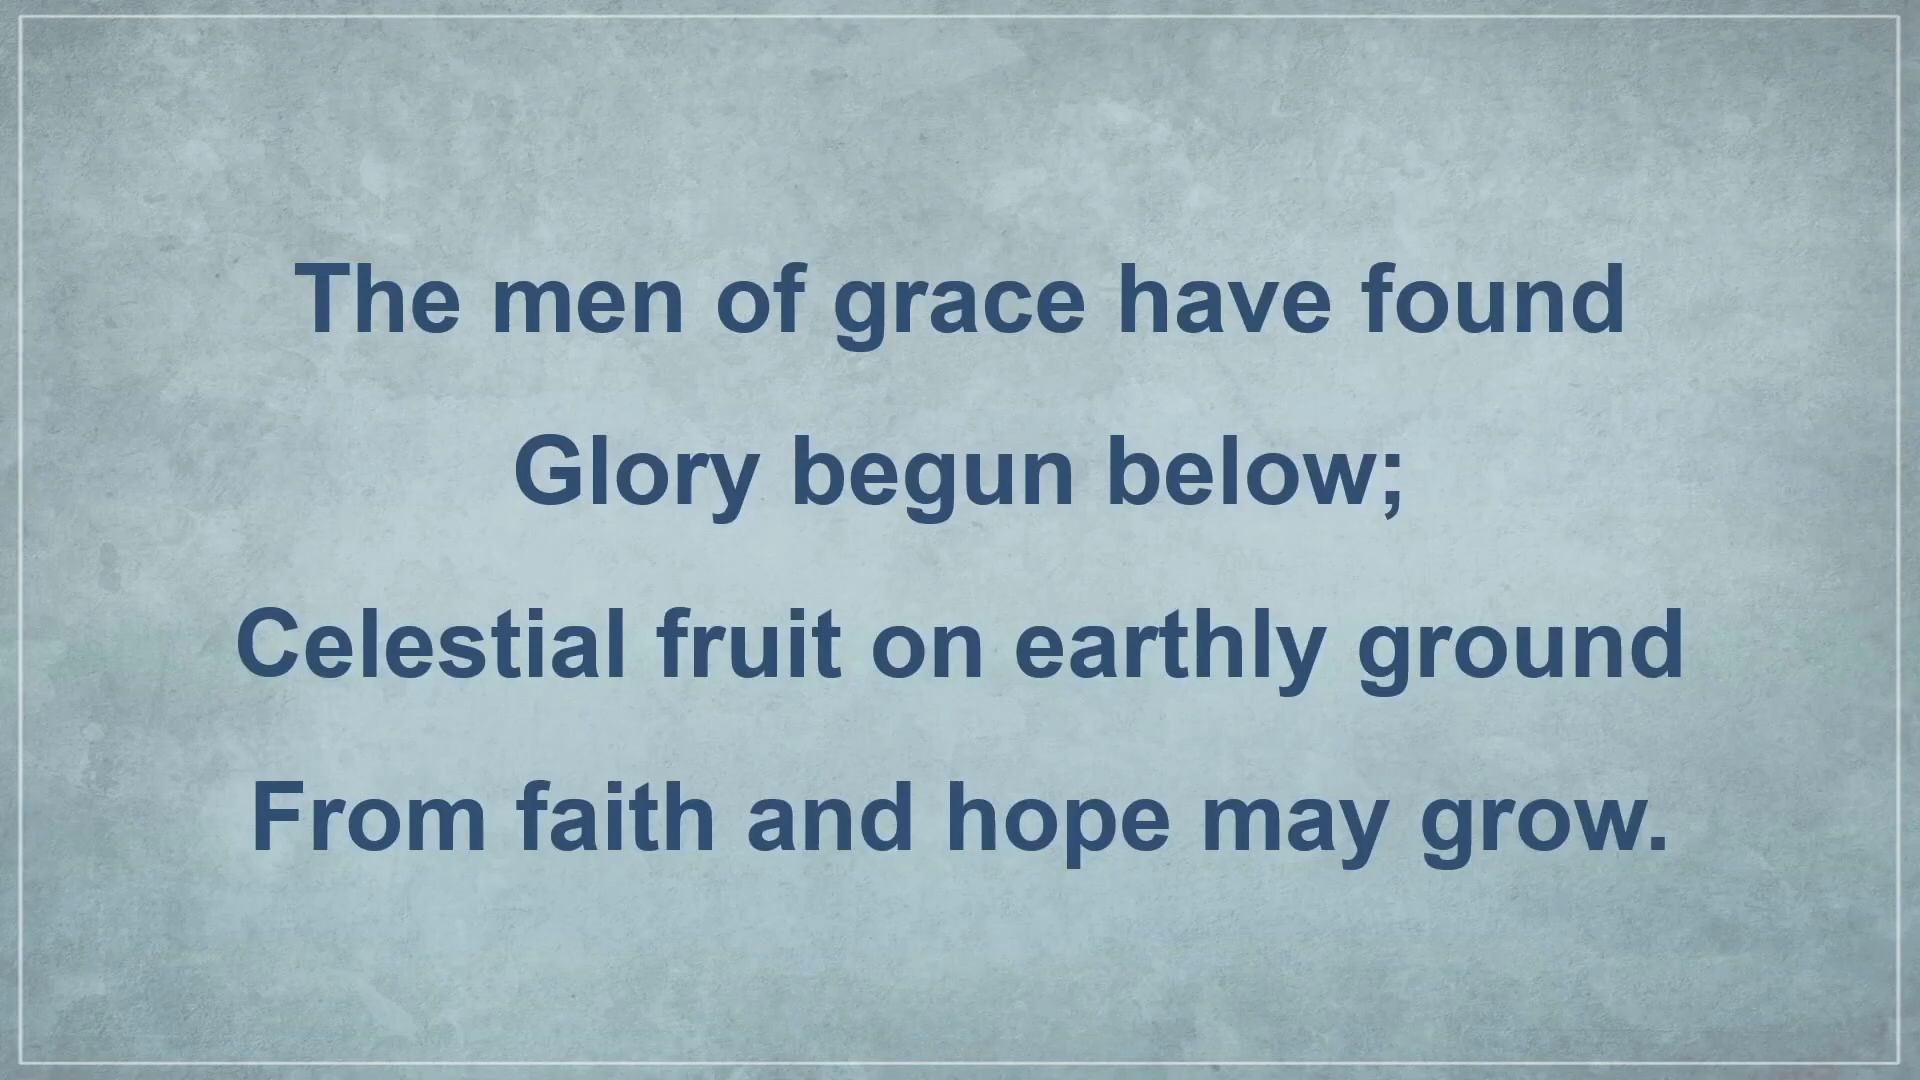 The men of grace have found
Glory begun below;
Celestial fruit on earthly ground
From faith and hope may grow.